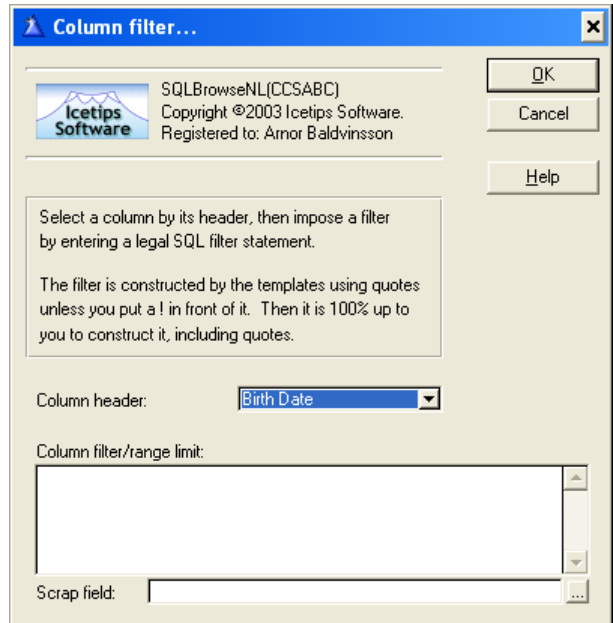 Column filter...
OK
Icetips
Software
SQLBrowseNL(CCSABC)
Copyright ©2003 Icetips Software.
Registered to: Arnor Baldvinsson
Cancel
Help
Select a column by its header, then impose a filter
by entering a legal SQL filter statement.
The filter is constructed by the templates using quotes
unless you put a ! in front of it.  Then it is 100% up to
you to construct it, including quotes.
Column header:
Birth Date
Column filter/range limit:
Scrap field:
...